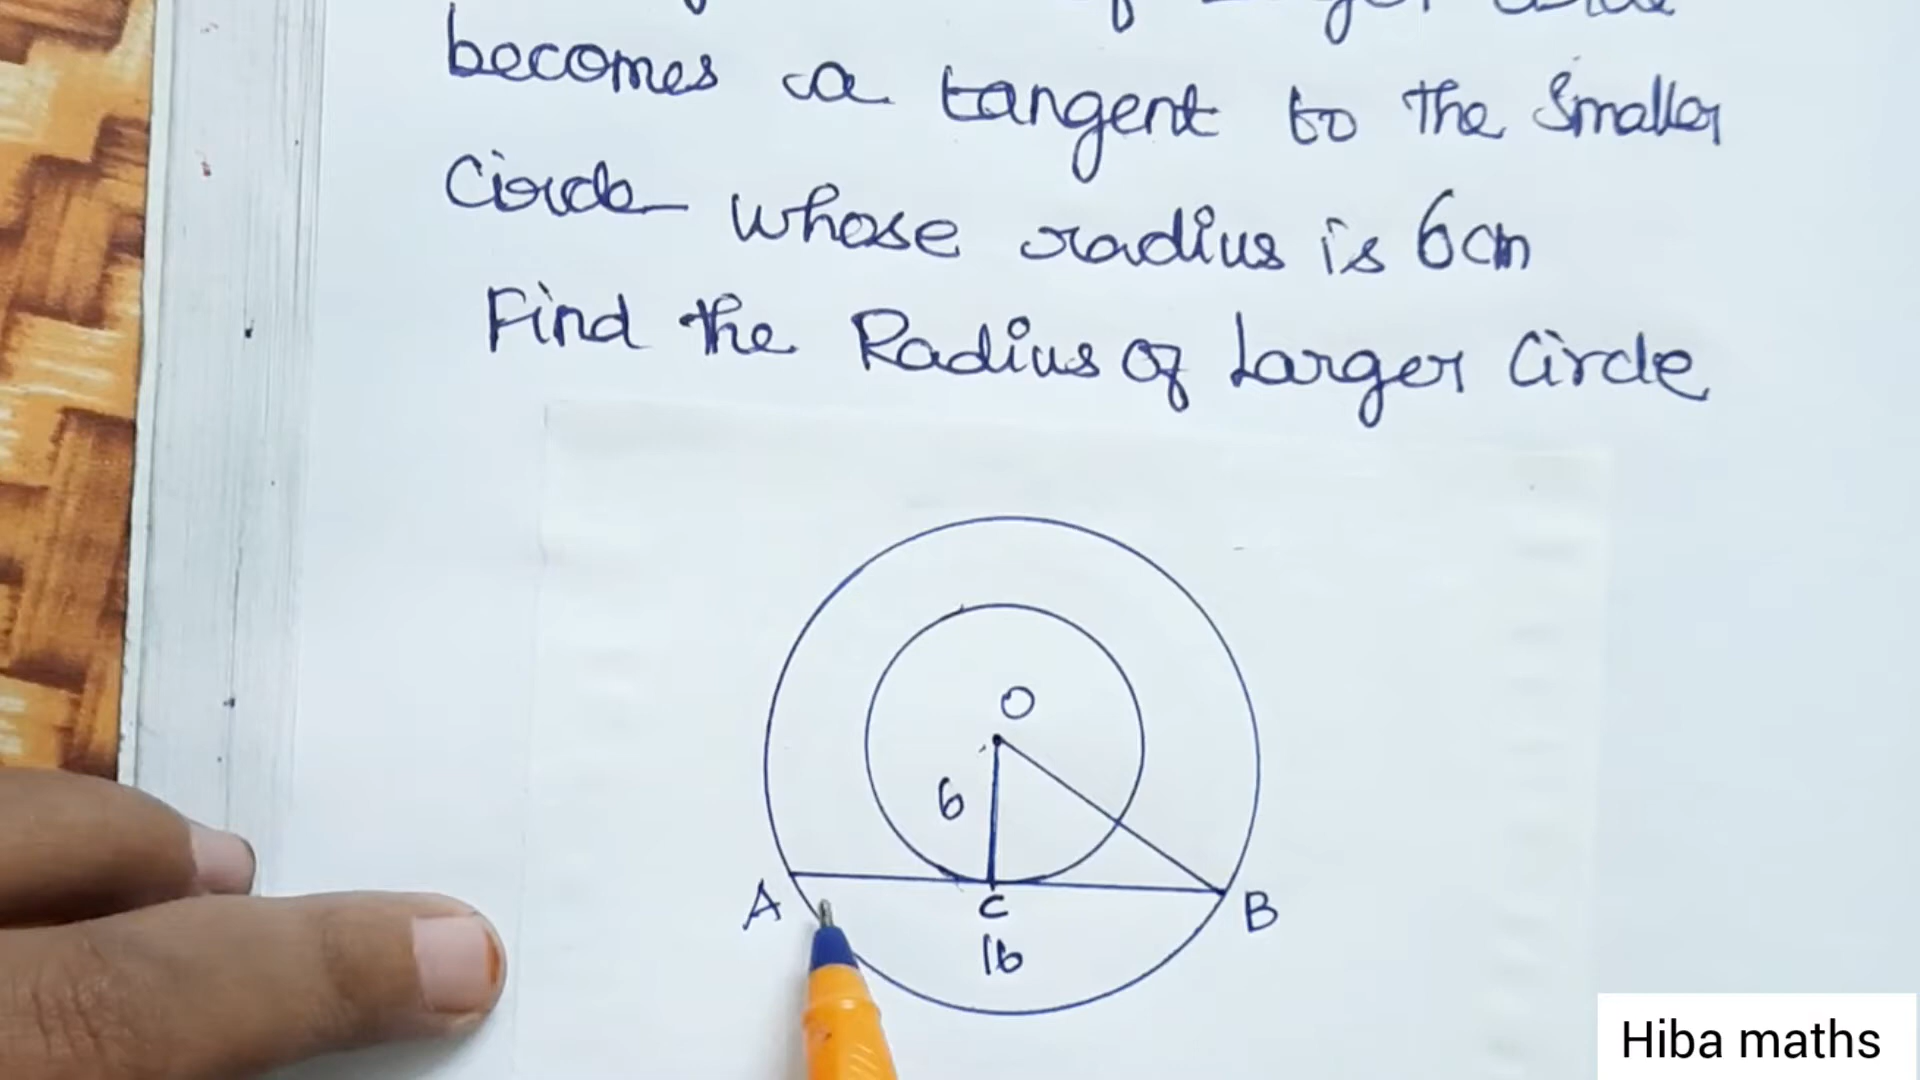 becomes a tangent to the smaller
Circle whose radius is 6cm
Find the Radius of Larger Circle
O
6
A
C
B
16
Hiba maths